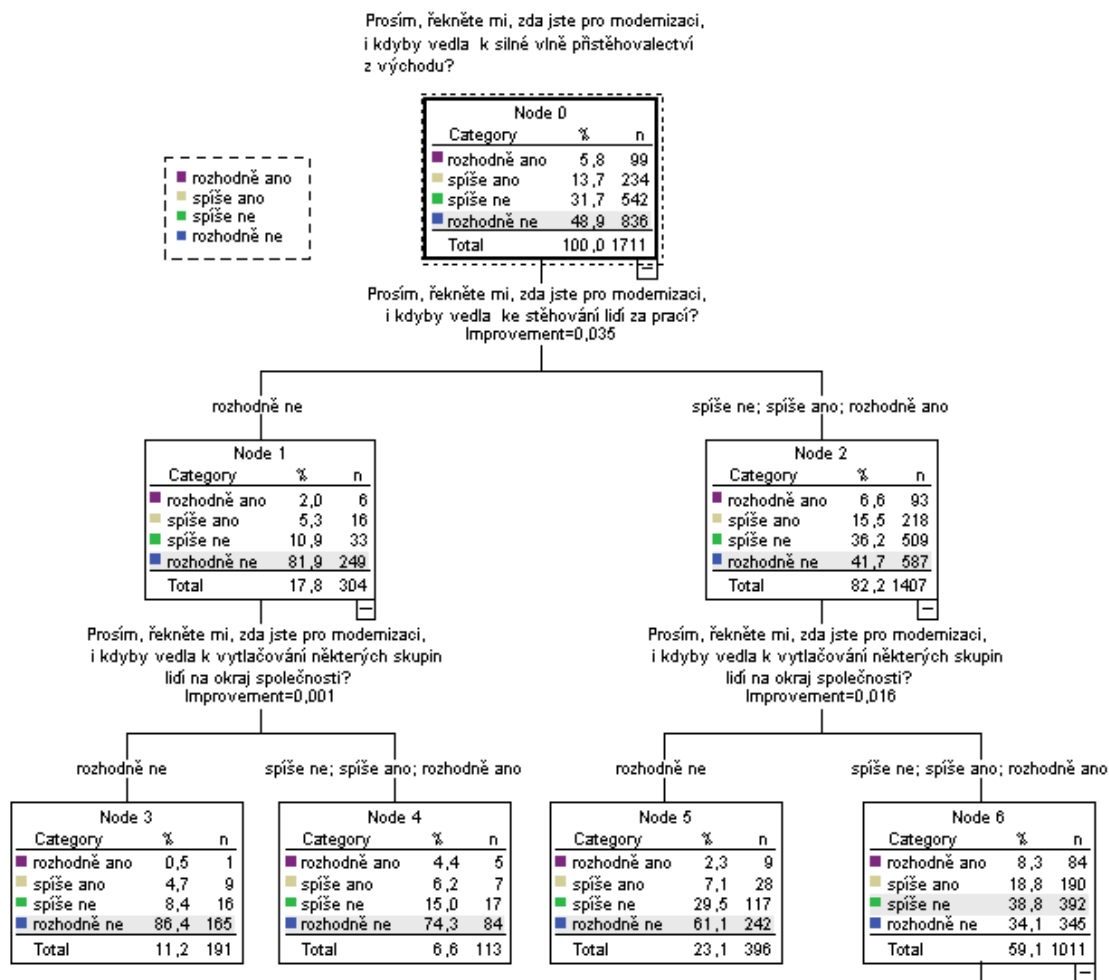 Prosím, řekněte mi, zda jste pro modernizaci,
i kdyby vedla k silné vlně přistěhovalectví
z východu?
Node 0
Category % n
rozhodně ano 5,8 99
spíše ano 13,7 234
spíše ne 31,7 542
rozhodně ne 48,9 836
Total 100,0 1711
rozhodně ano
spíše ano
spíše ne
rozhodně ne
Prosím, řekněte mi, zda jste pro modernizaci,
i kdyby vedla ke stěhování lidí za prací?
Improvement=0,035
rozhodně ne
spíše ne; spíše ano; rozhodně ano
Node 1
Category % n
rozhodně ano 2,0 6
spíše ano 5,3 16
spíše ne 10,9 33
rozhodně ne 81,9 249
Total 17,8 304
Node 2
Category % n
rozhodně ano 6,6 93
spíše ano 15,5 218
spíše ne 36,2 509
rozhodně ne 41,7 587
Total 82,2 1407
Prosím, řekněte mi, zda jste pro modernizaci,
i kdyby vedla k vytlačování některých skupin
lidí na okraj společnosti?
Improvement=0,001
Prosím, řekněte mi, zda jste pro modernizaci,
i kdyby vedla k vytlačování některých skupin
lidí na okraj společnosti?
Improvement=0,016
rozhodně ne
spíše ne; spíše ano; rozhodně ano
rozhodně ne
spíše ne; spíše ano; rozhodně ano
Node 3
Category % n
rozhodně ano 0,5 1
spíše ano 4,7 9
spíše ne 8,4 16
rozhodně ne 86,4 165
Total 11,2 191
Node 4
Category % n
rozhodně ano 4,4 5
spíše ano 6,2 7
spíše ne 15,0 17
rozhodně ne 74,3 84
Total 6,6 113
Node 5
Category % n
rozhodně ano 2,3 9
spíše ano 7,1 28
spíše ne 29,5 117
rozhodně ne 61,1 242
Total 23,1 396
Node 6
Category % n
rozhodně ano 8,3 84
spíše ano 18,8 190
spíše ne 38,8 392
rozhodně ne 34,1 345
Total 59,1 1011